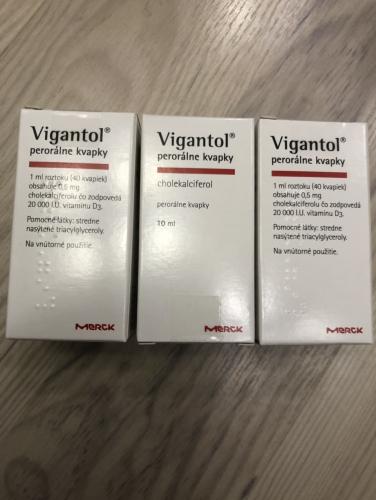 Vigantol®
perorálne kvapky
1 ml roztoku (40 kvapiek)
obsahuje 0,5 mg
cholekalciferolu čo zodpovedá
20 000 I.U. vitamínu D₃.
Pomocné látky: stredne
nasýtené triacylglyceroly.
Na vnútorné použitie.
MERCK
Vigantol®
perorálne kvapky
cholekalciferol
perorálne kvapky
10 ml
MERCK
Vigantol®
perorálne kvapky
1 ml roztoku (40 kvapiek)
obsahuje 0,5 mg
cholekalciferolu čo zodpovedá
20 000 I.U. vitamínu D₃.
Pomocné látky: stredne
nasýtené triacylglyceroly.
Na vnútorné použitie.
MERCK